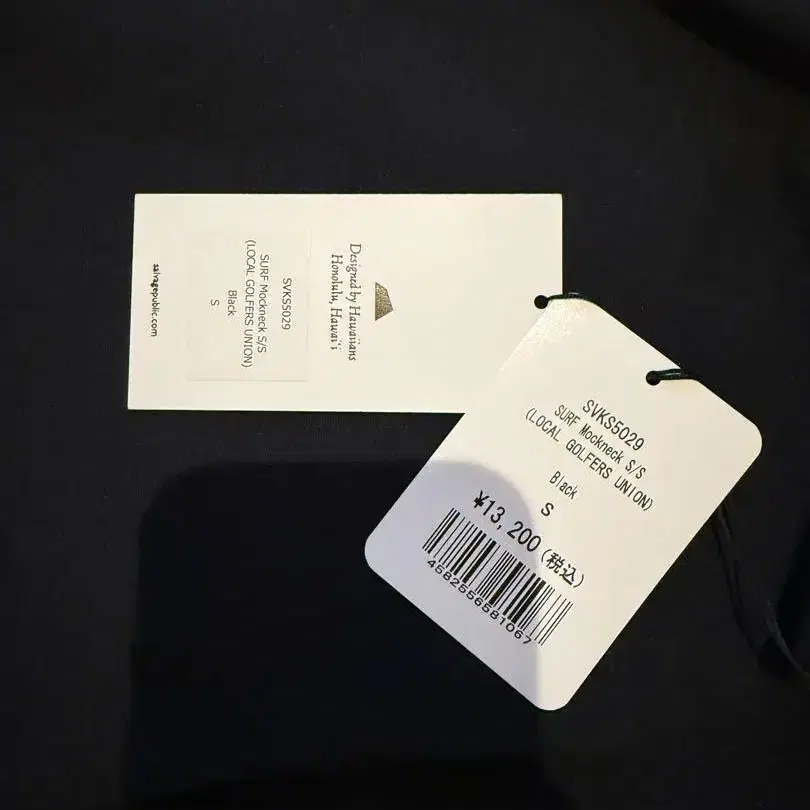 Designed by Hawaiians
Honolulu, Hawai'i
SVKS5029
SURF Mockneck S/S
(LOCAL GOLFERS UNION)
Black
S
salvagepublic.com
SVKS5029
SURF Mockneck S/S
(LOCAL GOLFERS UNION)
Black
S
¥13,200(税込)
4582556581067